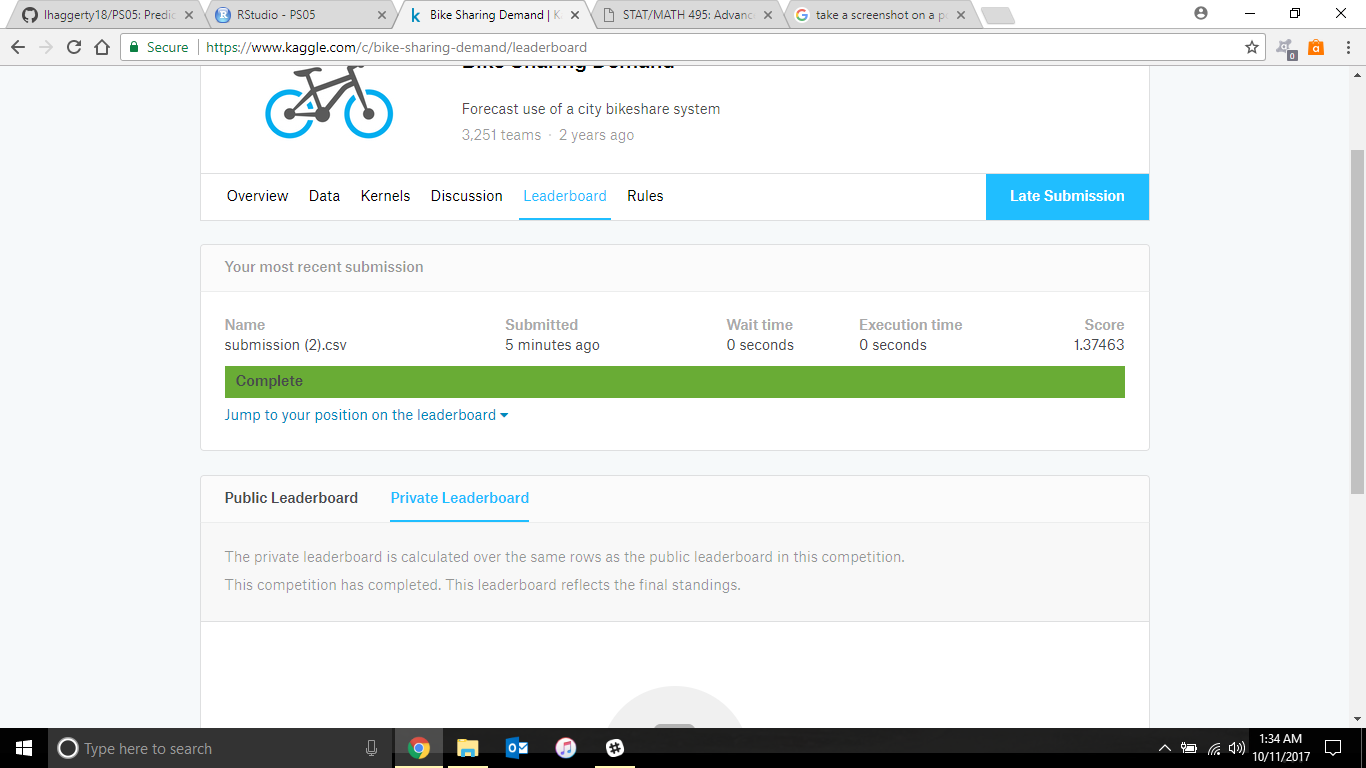 lhaggerty18/PS05: Predic
RStudio - PS05
Bike Sharing Demand | K
STAT/MATH 495: Advanc
take a screenshot on a p
Secure
https://www.kaggle.com/c/bike-sharing-demand/leaderboard
0
Bike Sharing Demand
Forecast use of a city bikeshare system
3,251 teams · 2 years ago
Overview Data Kernels Discussion Leaderboard Rules
Late Submission
Your most recent submission
Name Submitted Wait time Execution time Score
submission (2).csv 5 minutes ago 0 seconds 0 seconds 1.37463
Complete
Jump to your position on the leaderboard
Public Leaderboard Private Leaderboard
The private leaderboard is calculated over the same rows as the public leaderboard in this competition.
This competition has completed. This leaderboard reflects the final standings.
Type here to search
1:34 AM
10/11/2017